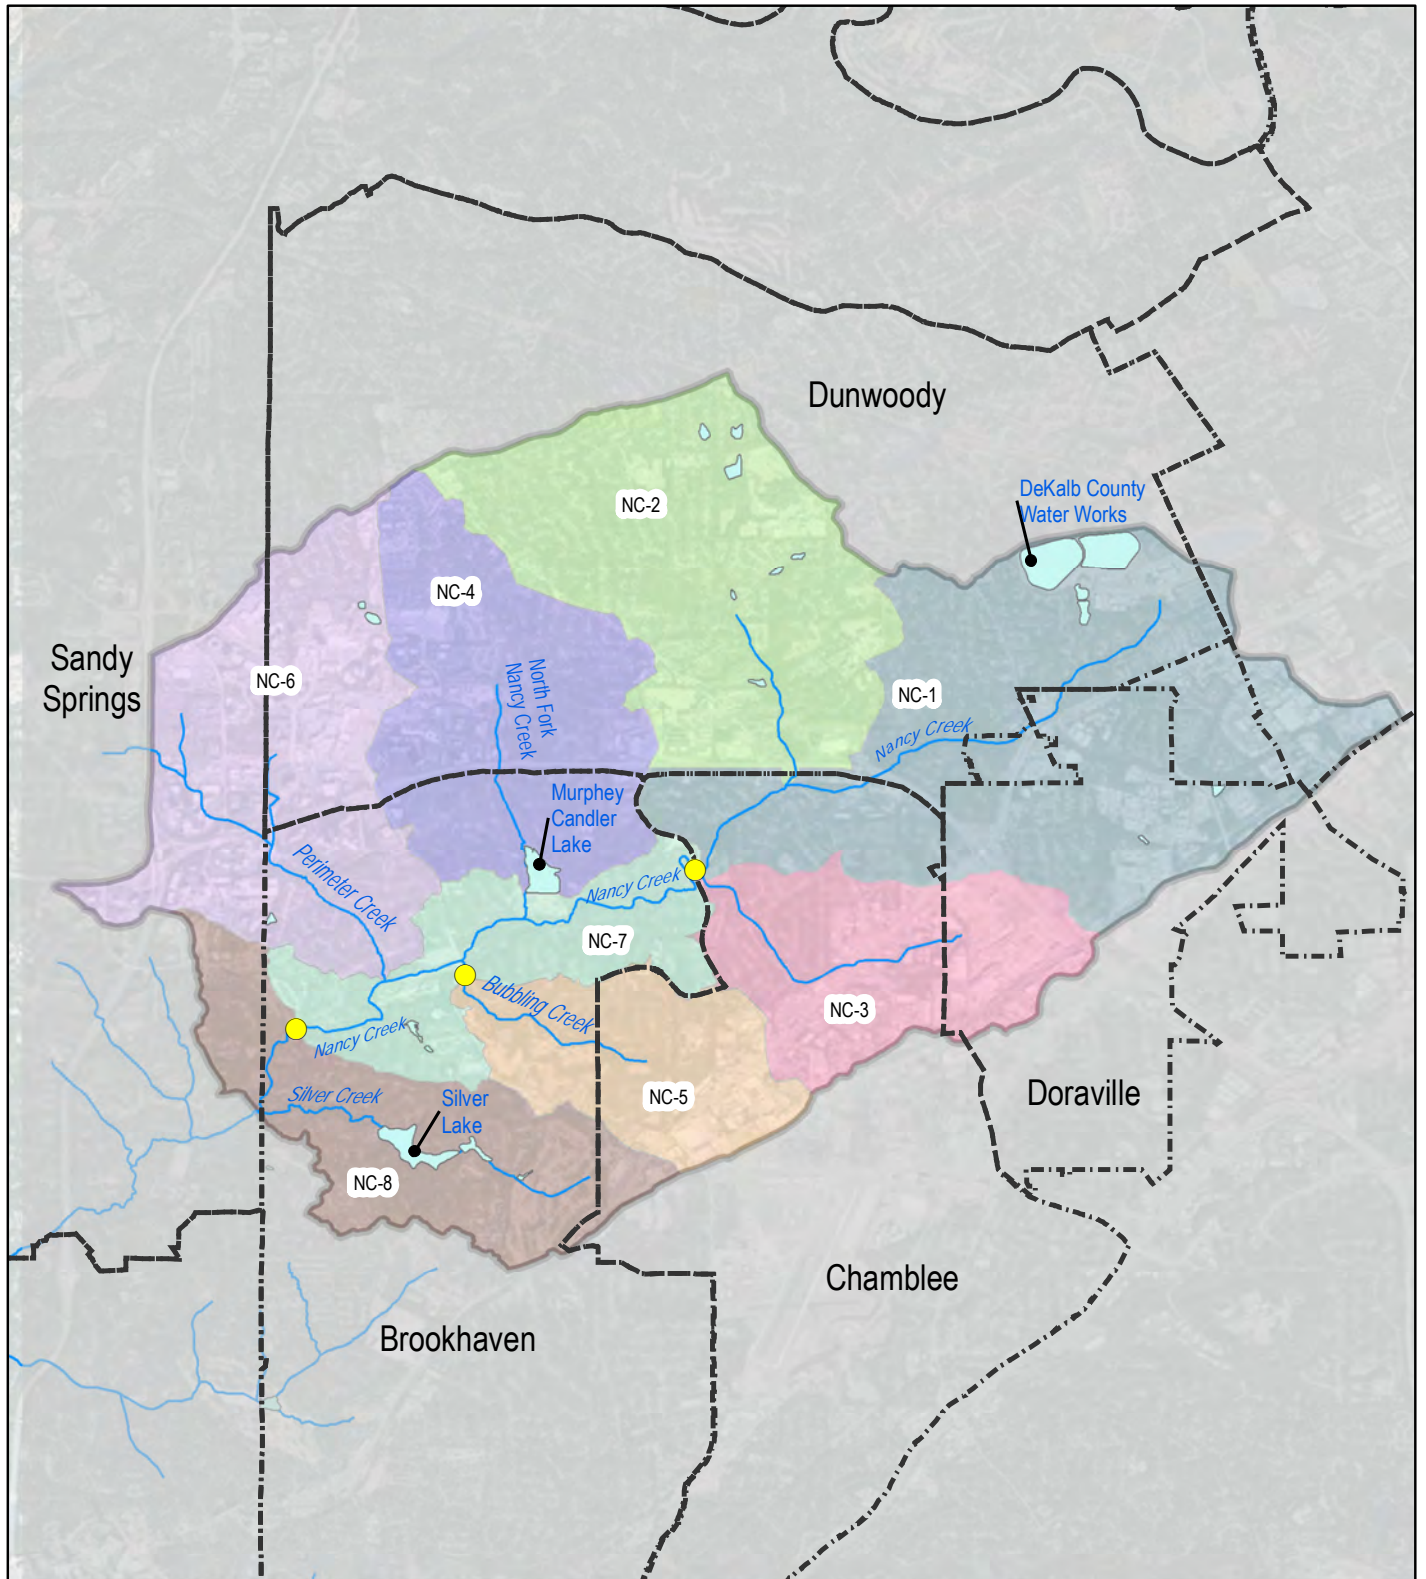 Dunwoody
DeKalb County
Water Works
NC-2
NC-4
Sandy
Springs
NC-6
North Fork
Nancy Creek
NC-1
Nancy Creek
Murphey
Candler
Lake
Perimeter Creek
Nancy Creek
NC-7
Bubbling Creek
NC-3
Nancy Creek
Silver Creek
Silver
Lake
NC-5
Doraville
NC-8
Chamblee
Brookhaven